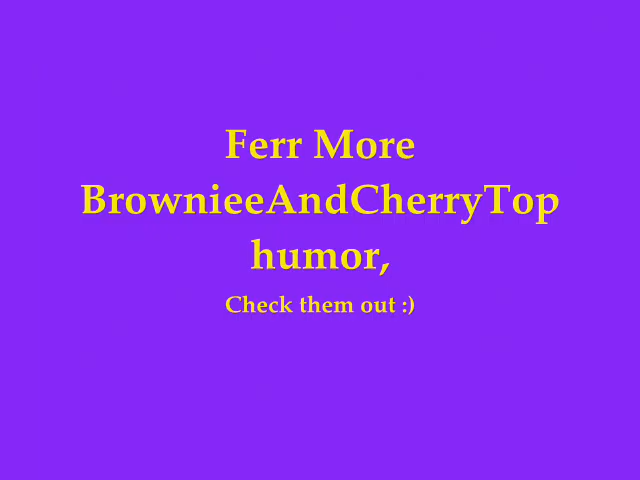 Ferr More
BrownieeAndCherryTop
humor,
Check them out :)